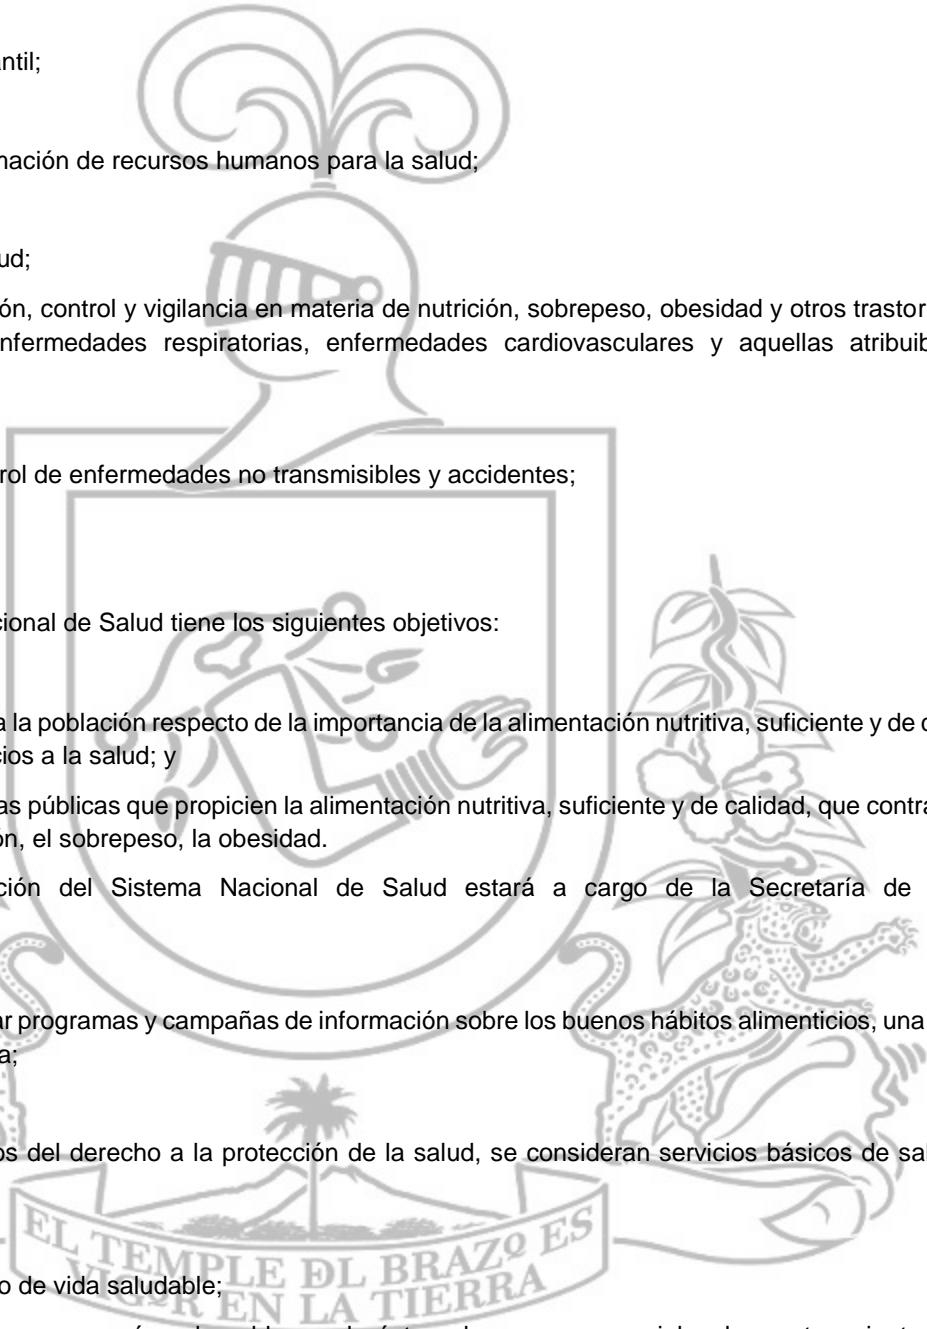 ntil;
nación de recursos humanos para la salud;
ud;
ón, control y vigilancia en materia de nutrición, sobrepeso, obesidad y otros trastor
nfermedades respiratorias, enfermedades cardiovasculares y aquellas atribuib
rol de enfermedades no transmisibles y accidentes;
cional de Salud tiene los siguientes objetivos:
a la población respecto de la importancia de la alimentación nutritiva, suficiente y de c
cios a la salud; y
as públicas que propicien la alimentación nutritiva, suficiente y de calidad, que contra
ón, el sobrepeso, la obesidad.
ción del Sistema Nacional de Salud estará a cargo de la Secretaría de
ar programas y campañas de información sobre los buenos hábitos alimenticios, una
a;
os del derecho a la protección de la salud, se consideran servicios básicos de sal
EL TEMPLE DL BRAZº ES
VIGºR EN LA TIERRA
o de vida saludable;